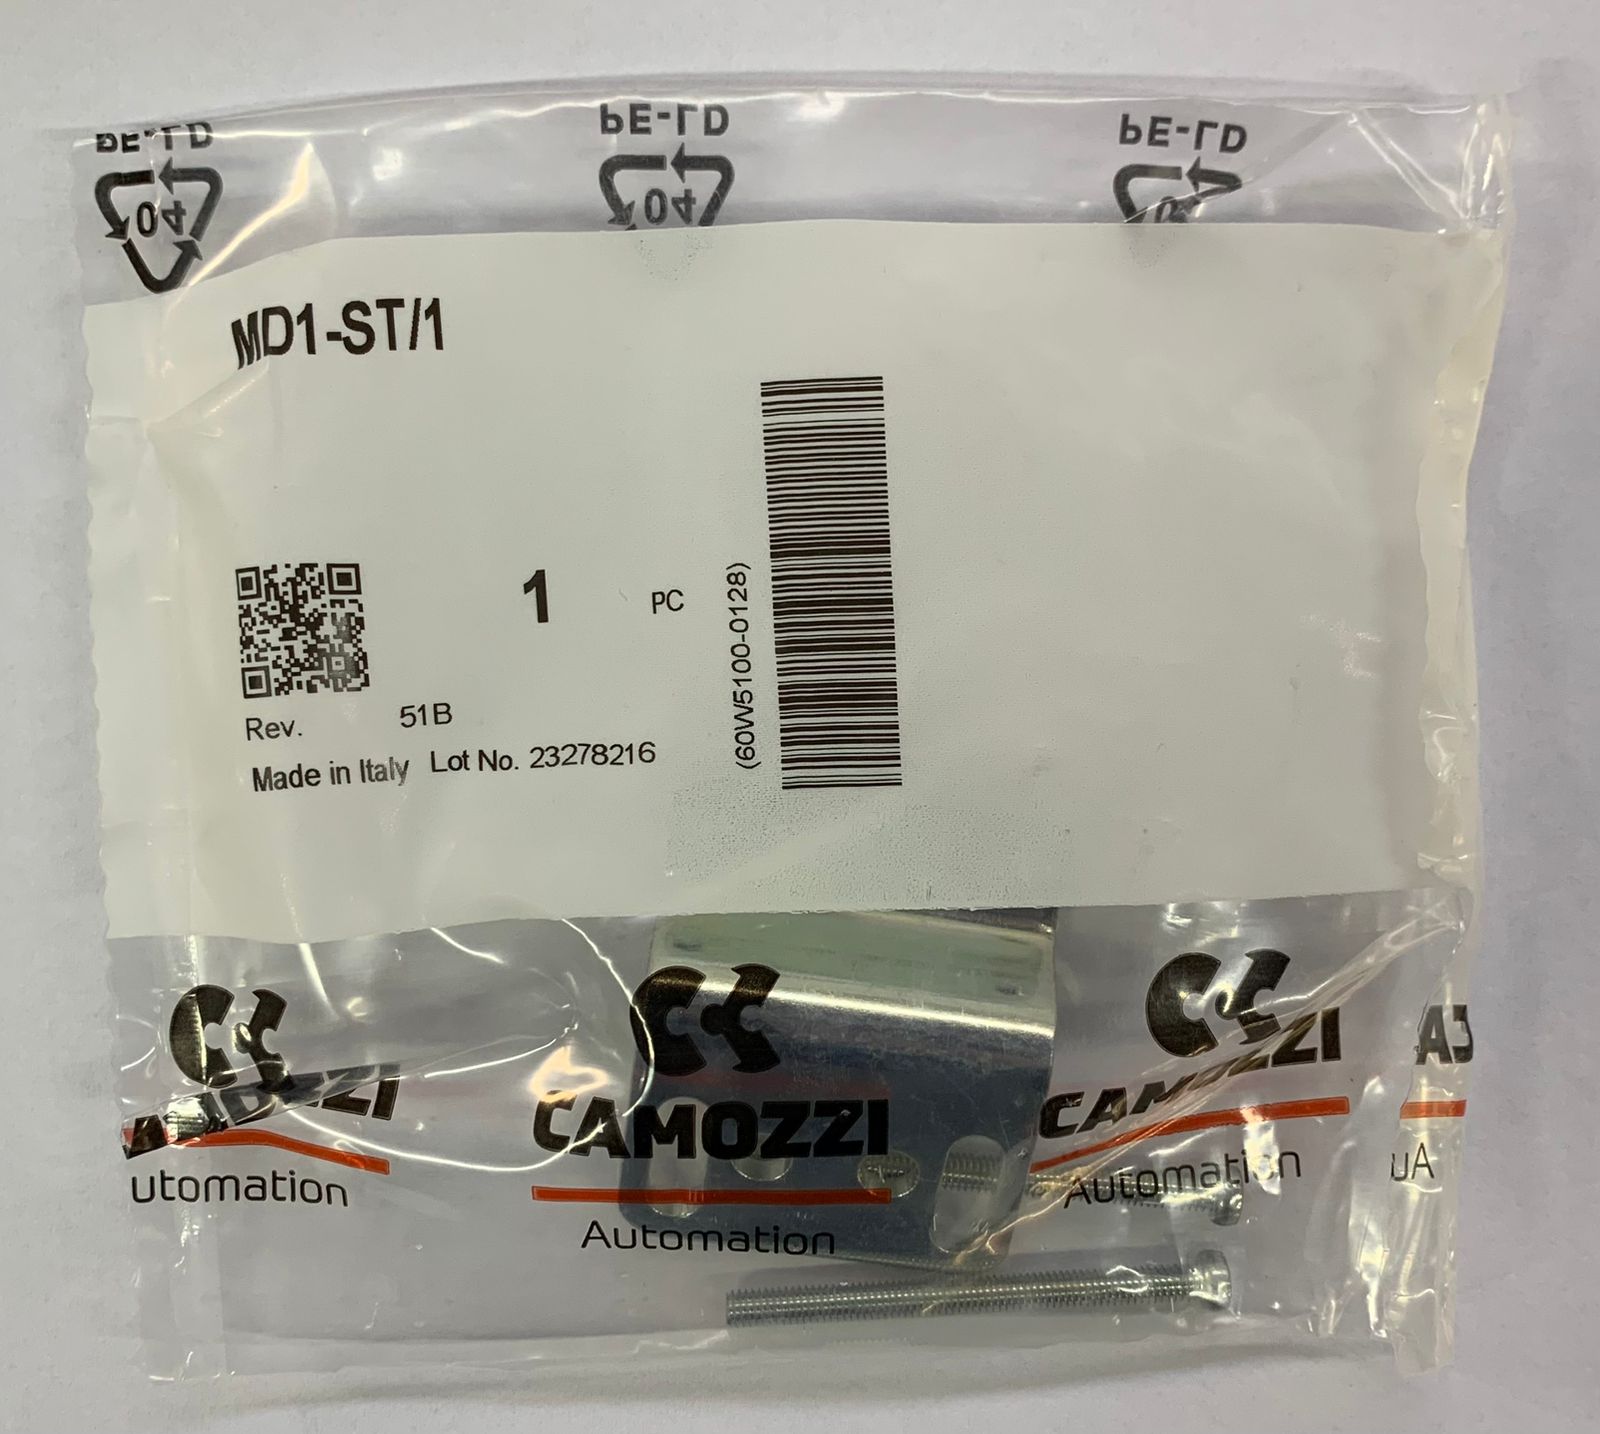 PE-LD
PE-LD
PE-LD
04
04
MD1-ST/1
1
PC
(60W5100-0128)
Rev. 51B
Made in Italy Lot No. 23278216
CAMOZZI
CAMOZZI
utomation
Automation
Automation